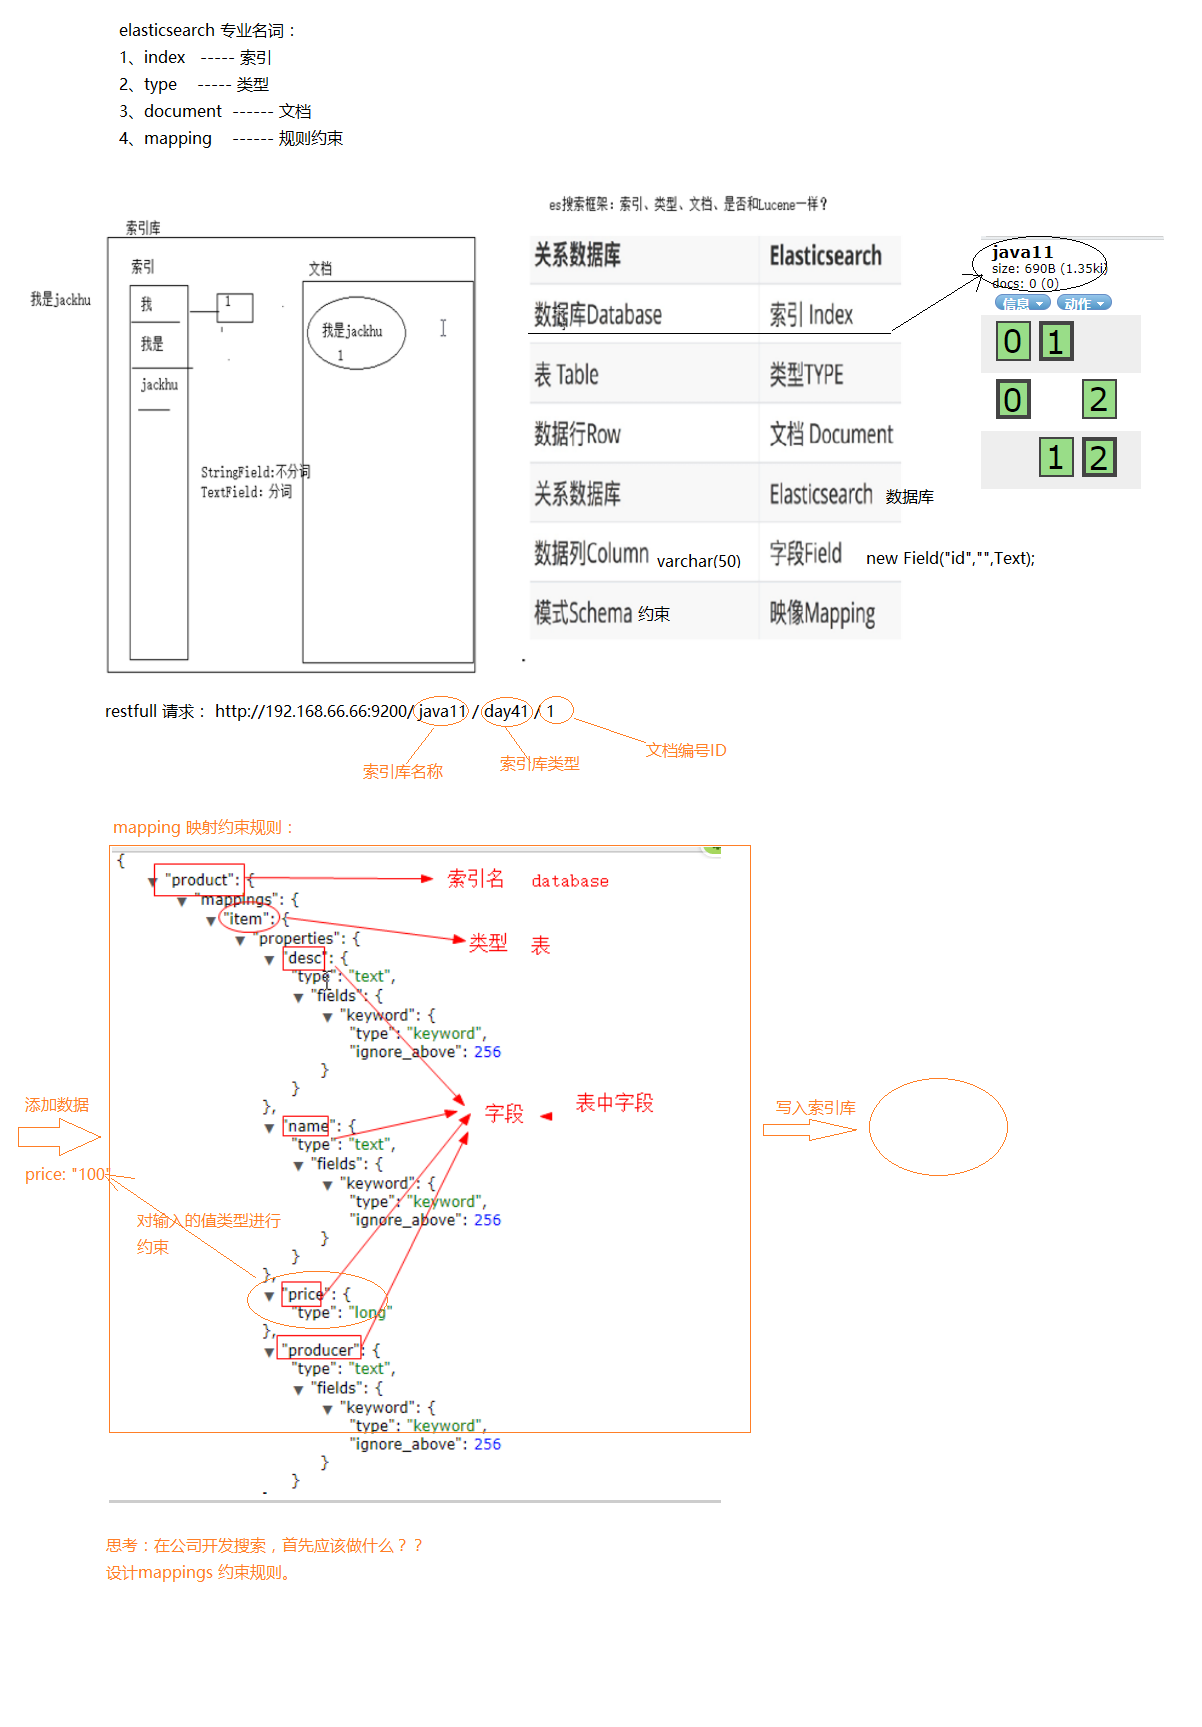 elasticsearch 专业名词：
1、index ----- 索引
2、type ----- 类型
3、document ------ 文档
4、mapping ------ 规则约束
es搜索框架：索引、类型、文档、是否和Lucene一样？
索引库
索引
文档
我是jackhu
我
1
我是
jackhu
我是jackhu
1
StringField:不分词
TextField: 分词
关系数据库 Elasticsearch
数据库Database 索引 Index
表 Table 类型TYPE
数据行Row 文档 Document
关系数据库 Elasticsearch 数据库
数据列Column varchar(50) 字段Field new Field("id","",Text);
模式Schema 约束 映像Mapping
java11
size: 690B (1.35ki)
docs: 0 (0)
信息 动作
0 1
0 2
1 2
restfull 请求： http://192.168.66.66:9200/ java11 / day41 / 1
索引库名称
索引库类型
文档编号ID
mapping 映射约束规则：
{
"product": { 索引名 database
"mappings": {
"item": { 类型 表
"properties": {
"desc": {
"type": "text",
"fields": {
"keyword": {
"type": "keyword",
"ignore_above": 256
}
}
},
"name": { 字段 表中字段
"type": "text",
"fields": {
"keyword": {
"type": "keyword",
"ignore_above": 256
}
}
},
"price": {
"type": "long"
},
"producer": {
"type": "text",
"fields": {
"keyword": {
"type": "keyword",
"ignore_above": 256
}
}
添加数据
price: "100"
对输入的值类型进行
约束
写入索引库
思考：在公司开发搜索，首先应该做什么？？
设计mappings 约束规则。